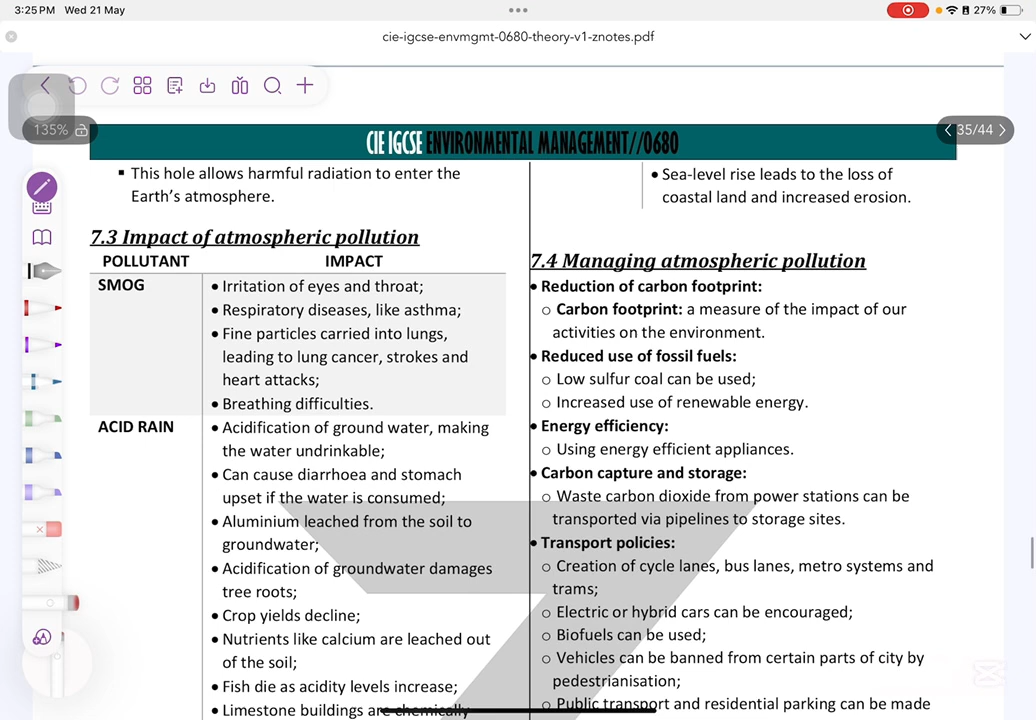 3:25 PM Wed 21 May
27%
cie-igcse-envmgmt-0680-theory-v1-znotes.pdf
135%
35/44
CIE IGCSE ENVIRONMENTAL MANAGEMENT//0680
▪ This hole allows harmful radiation to enter the
Earth's atmosphere.
7.3 Impact of atmospheric pollution
POLLUTANT IMPACT
SMOG
• Irritation of eyes and throat;
• Respiratory diseases, like asthma;
• Fine particles carried into lungs,
leading to lung cancer, strokes and
heart attacks;
• Breathing difficulties.
ACID RAIN
• Acidification of ground water, making
the water undrinkable;
• Can cause diarrhoea and stomach
upset if the water is consumed;
• Aluminium leached from the soil to
groundwater;
• Acidification of groundwater damages
tree roots;
• Crop yields decline;
• Nutrients like calcium are leached out
of the soil;
• Fish die as acidity levels increase;
• Limestone buildings are chemically
• Sea-level rise leads to the loss of
coastal land and increased erosion.
7.4 Managing atmospheric pollution
• Reduction of carbon footprint:
o Carbon footprint: a measure of the impact of our
activities on the environment.
• Reduced use of fossil fuels:
o Low sulfur coal can be used;
o Increased use of renewable energy.
• Energy efficiency:
o Using energy efficient appliances.
• Carbon capture and storage:
o Waste carbon dioxide from power stations can be
transported via pipelines to storage sites.
• Transport policies:
o Creation of cycle lanes, bus lanes, metro systems and
trams;
o Electric or hybrid cars can be encouraged;
o Biofuels can be used;
o Vehicles can be banned from certain parts of city by
pedestrianisation;
o Public transport and residential parking can be made